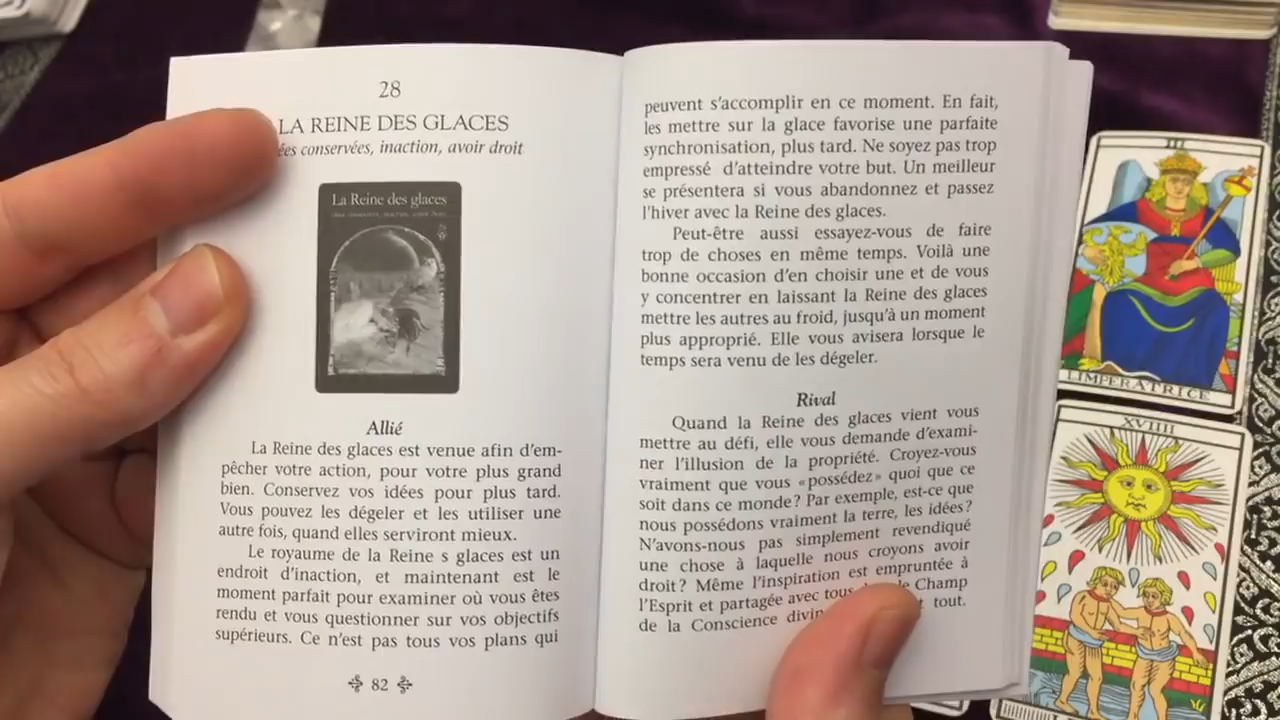 28
LA REINE DES GLACES
conservées, inaction, avoir droit
La Reine des glaces
Allié
La Reine des glaces est venue afin d'em-
pêcher votre action, pour votre plus grand
bien. Conservez vos idées pour plus tard.
Vous pouvez les dégeler et les utiliser une
autre fois, quand elles serviront mieux.
Le royaume de la Reine s glaces est un
endroit d'inaction, et maintenant est le
moment parfait pour examiner où vous êtes
rendu et vous questionner sur vos objectifs
supérieurs. Ce n'est pas tous vos plans qui
82
peuvent s'accomplir en ce moment. En fait,
les mettre sur la glace favorise une parfaite
synchronisation, plus tard. Ne soyez pas trop
empressé d'atteindre votre but. Un meilleur
se présentera si vous abandonnez et passez
l'hiver avec la Reine des glaces.
Peut-être aussi essayez-vous de faire
trop de choses en même temps. Voilà une
bonne occasion d'en choisir une et de vous
y concentrer en laissant la Reine des glaces
mettre les autres au froid, jusqu'à un moment
plus approprié. Elle vous avisera lorsque le
temps sera venu de les dégeler.
Rival
Quand la Reine des glaces vient vous
mettre au défi, elle vous demande d'exami-
ner l'illusion de la propriété. Croyez-vous
vraiment que vous «possédez» quoi que ce
soit dans ce monde? Par exemple, est-ce que
nous possédons vraiment la terre, les idées?
N'avons-nous pas simplement revendiqué
une chose à laquelle nous croyons avoir
droit? Même l'inspiration est empruntée à
l'Esprit et partagée avec tous le Champ
de la Conscience tout.
III
L'IMPERATRICE
XVIIII